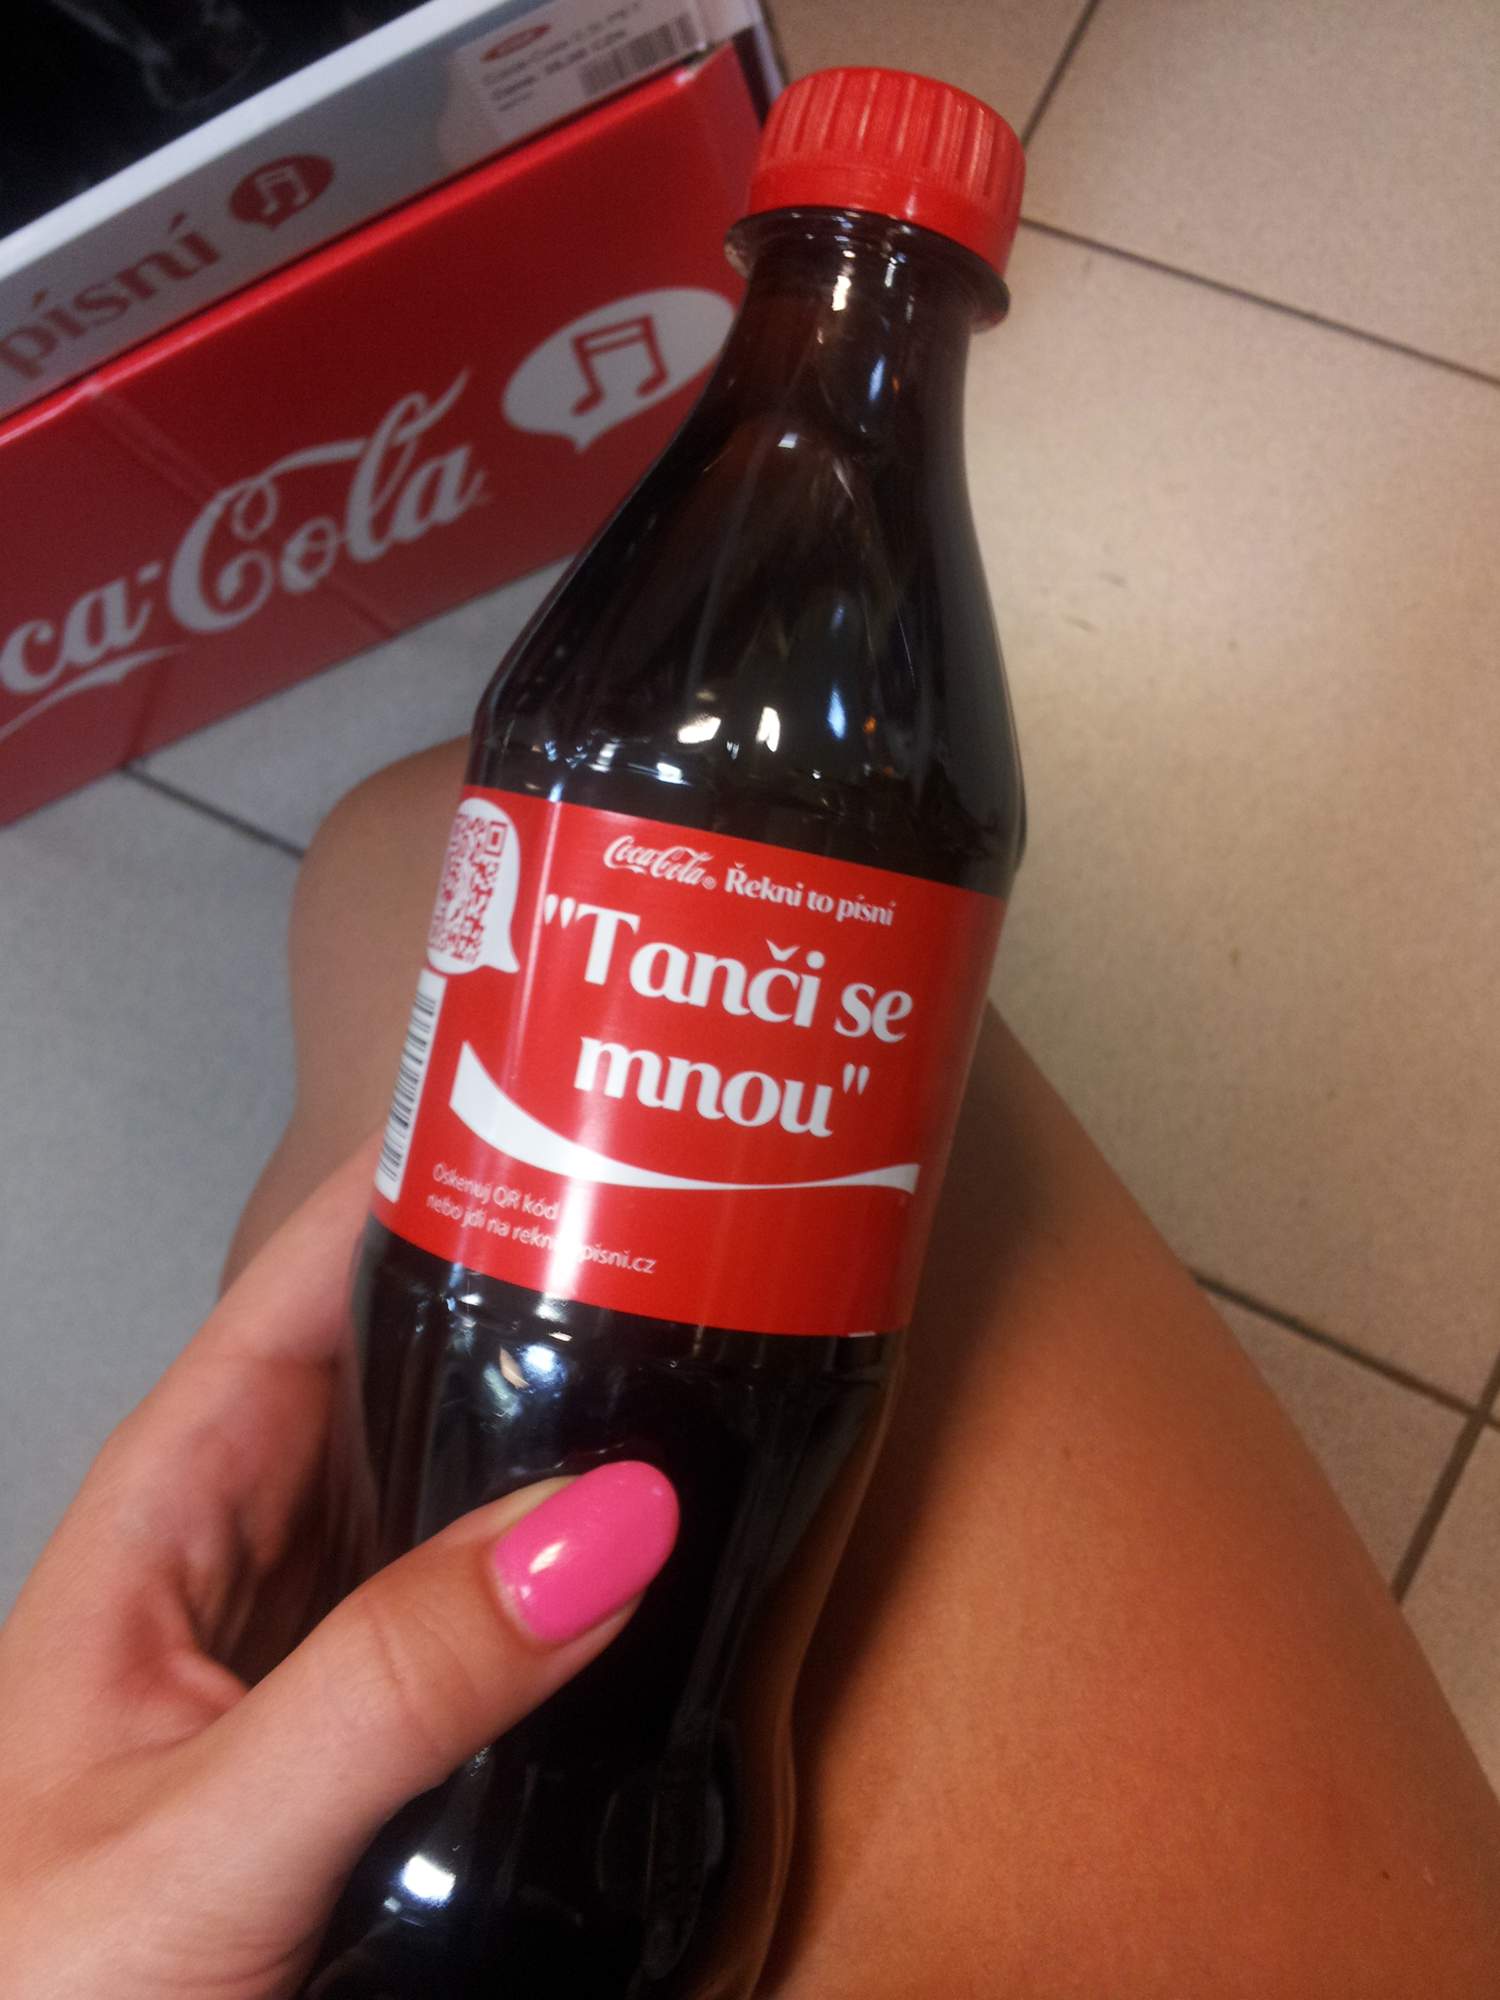 písní
Coca-Cola
Coca-Cola® Řekni to písní
"Tanči se
mnou"
Oskenuj QR kód
nebo jdi na písni.cz